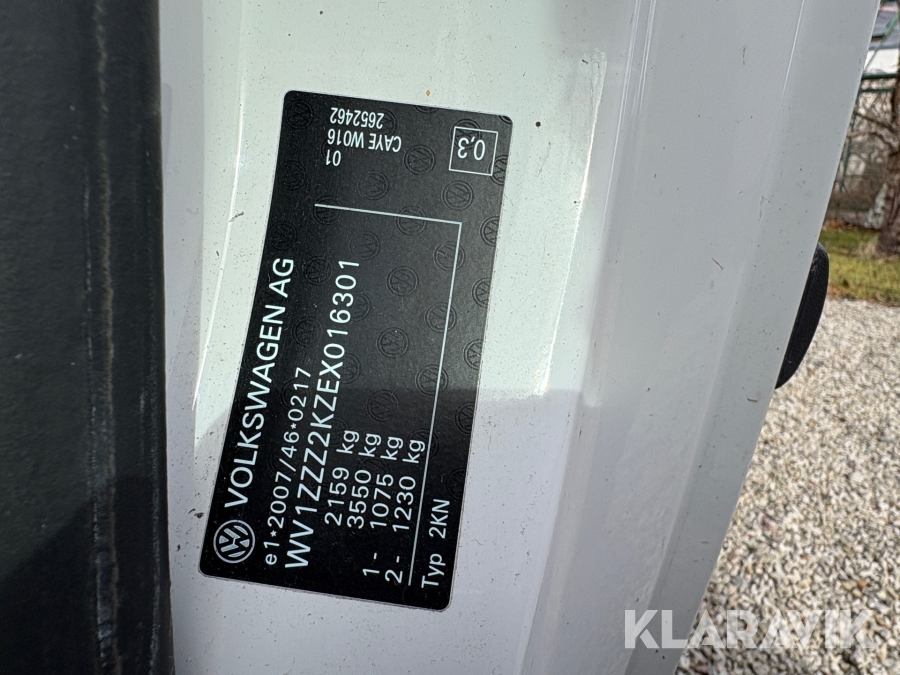 VOLKSWAGEN AG
e1*2007/46*0217
WV1ZZZ2KZEX016301
2159 kg
3550 kg
1- 1075 kg
2- 1230 kg
Typ 2KN
2652462
CAYE W016
01
0,3
KLARAVIK